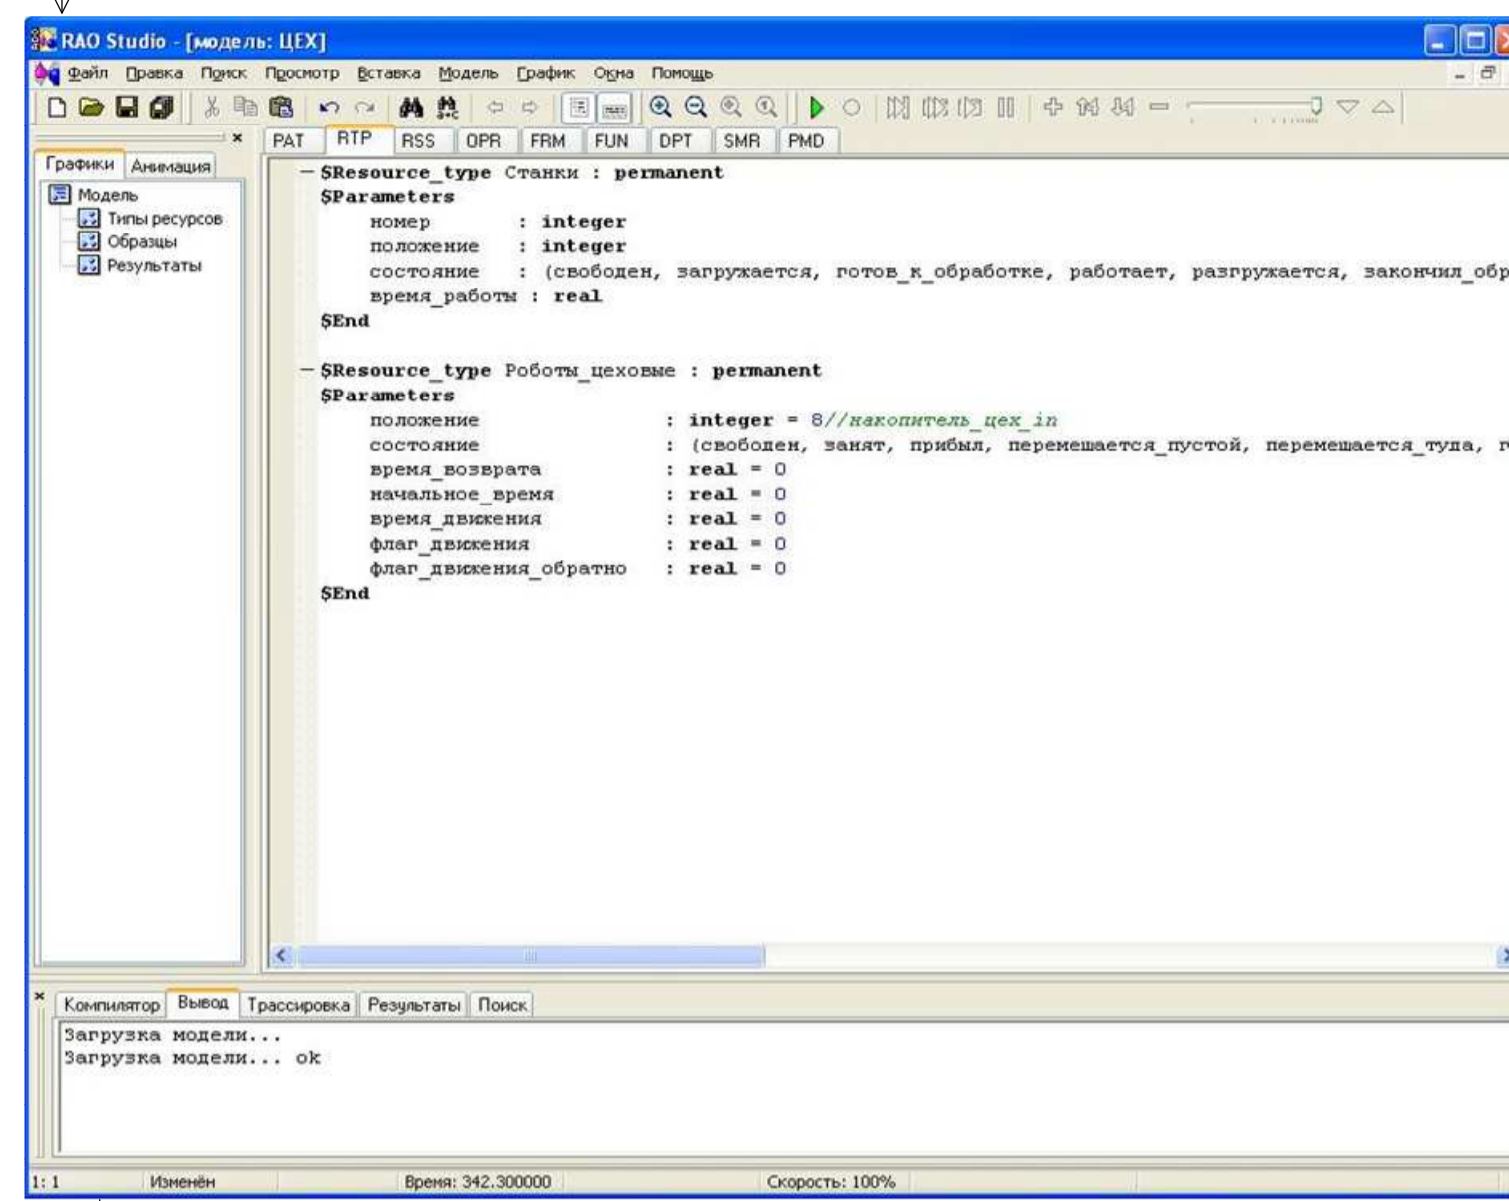 RAO Studio - [модель: ЦЕХ]
Файл Правка Поиск Просмотр Вставка Модель График Окна Помощь
PAT RTP RSS OPR FRM FUN DPT SMR PMD
Графики Анимация
Модель
Типы ресурсов
Образцы
Результаты
$Resource_type Станки : permanent
$Parameters
номер : integer
положение : integer
состояние : (свободен, загружается, готов_к_обработке, работает, разгружается, закончил_обр
время_работы : real
$End
$Resource_type Роботы_цеховые : permanent
$Parameters
положение : integer = 8//накопитель_цех_in
состояние : (свободен, занят, прибыл, перемешается_пустой, перемешается_туда,
время_возврата : real = 0
начальное_время : real = 0
время_движения : real = 0
флаг_движения : real = 0
флаг_движения_обратно : real = 0
$End
Компилятор Вывод Трассировка Результаты Поиск
Загрузка модели...
Загрузка модели... ok
1: 1 Изменён Время: 342.300000 Скорость: 100%